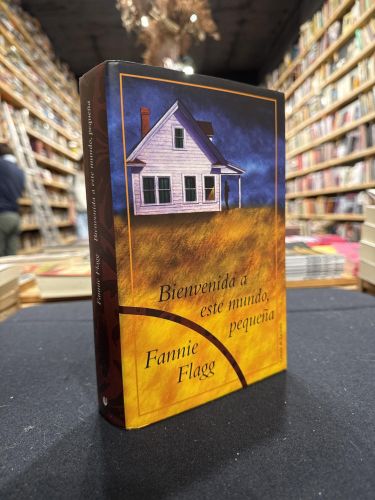 Bienvenida a este mundo, pequeña
Fannie Flagg
Bienvenida a
este mundo,
pequeña
Fannie
Flagg